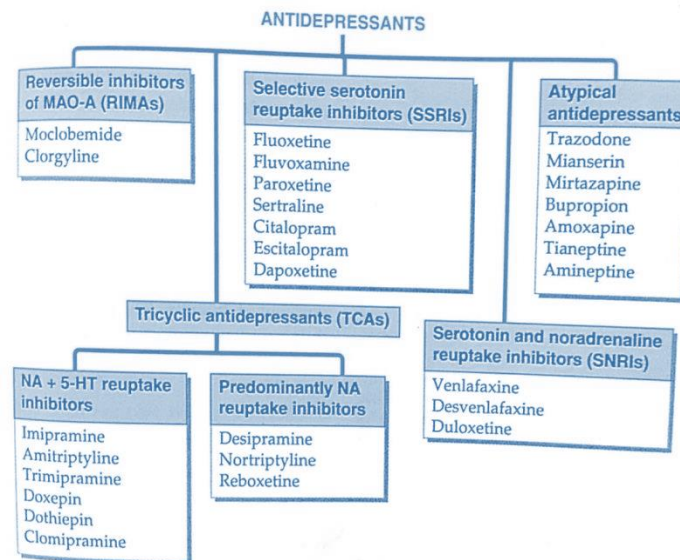 ANTIDEPRESSANTS
Reversible inhibitors
of MAO-A (RIMAs)
Moclobemide
Clorgyline
Selective serotonin
reuptake inhibitors (SSRIs)
Fluoxetine
Fluvoxamine
Paroxetine
Sertraline
Citalopram
Escitalopram
Dapoxetine
Atypical
antidepressants
Trazodone
Mianserin
Mirtazapine
Bupropion
Amoxapine
Tianeptine
Amineptine
Tricyclic antidepressants (TCAs)
NA + 5-HT reuptake
inhibitors
Imipramine
Amitriptyline
Trimipramine
Doxepin
Dothiepin
Clomipramine
Predominantly NA
reuptake inhibitors
Desipramine
Nortriptyline
Reboxetine
Serotonin and noradrenaline
reuptake inhibitors (SNRIs)
Venlafaxine
Desvenlafaxine
Duloxetine